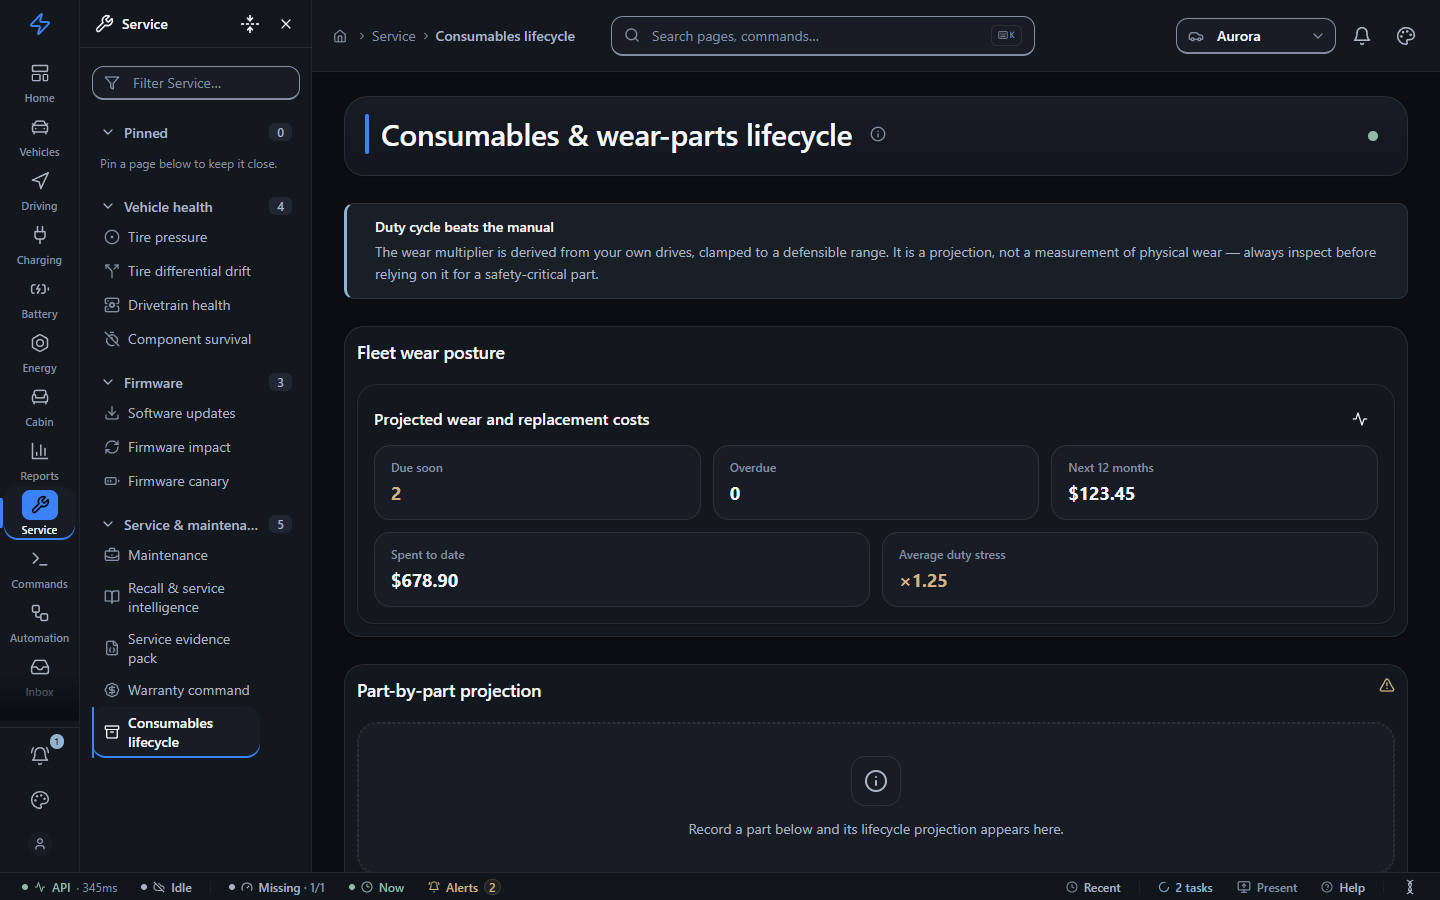 Service
Service
Consumables lifecycle
Search pages, commands...
K
Aurora
Home
Vehicles
Driving
Charging
Battery
Energy
Cabin
Reports
Service
Commands
Automation
Inbox
1
Filter Service...
Pinned
0
Pin a page below to keep it close.
Vehicle health
4
Tire pressure
Tire differential drift
Drivetrain health
Component survival
Firmware
3
Software updates
Firmware impact
Firmware canary
Service & maintena...
5
Maintenance
Recall & service
intelligence
Service evidence
pack
Warranty command
Consumables
lifecycle
Consumables & wear-parts lifecycle
Duty cycle beats the manual
The wear multiplier is derived from your own drives, clamped to a defensible range. It is a projection, not a measurement of physical wear — always inspect before
relying on it for a safety-critical part.
Fleet wear posture
Projected wear and replacement costs
Due soon
2
Overdue
0
Next 12 months
$123.45
Spent to date
$678.90
Average duty stress
×1.25
Part-by-part projection
Record a part below and its lifecycle projection appears here.
API · 345ms
Idle
Missing · 1/1
Now
Alerts 2
Recent
2 tasks
Present
Help